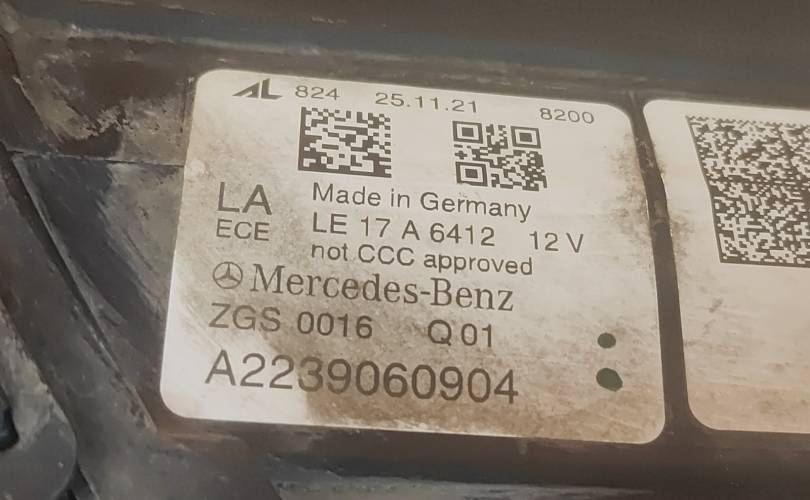 AL 824 25.11.21 8200
LA Made in Germany
ECE LE 17 A 6412 12 V
not CCC approved
Mercedes-Benz
ZGS 0016 Q 01
A2239060904